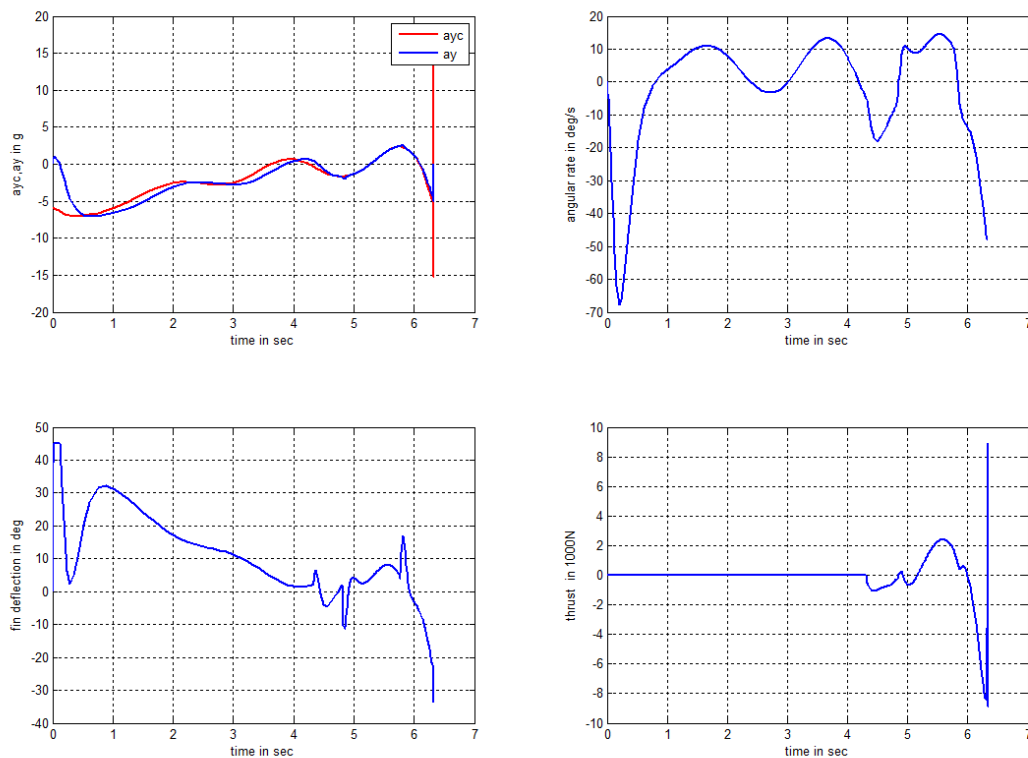 20
15
10
5
0
-5
-10
-15
-20
ayc,ay in g
ayc
ay
0 1 2 3 4 5 6 7
time in sec
20
10
0
-10
-20
-30
-40
-50
-60
-70
angular rate in deg/s
0 1 2 3 4 5 6 7
time in sec
50
40
30
20
10
0
-10
-20
-30
-40
fin deflection in deg
0 1 2 3 4 5 6 7
time in sec
10
8
6
4
2
0
-2
-4
-6
-8
-10
thrust in 1000N
0 1 2 3 4 5 6 7
time in sec